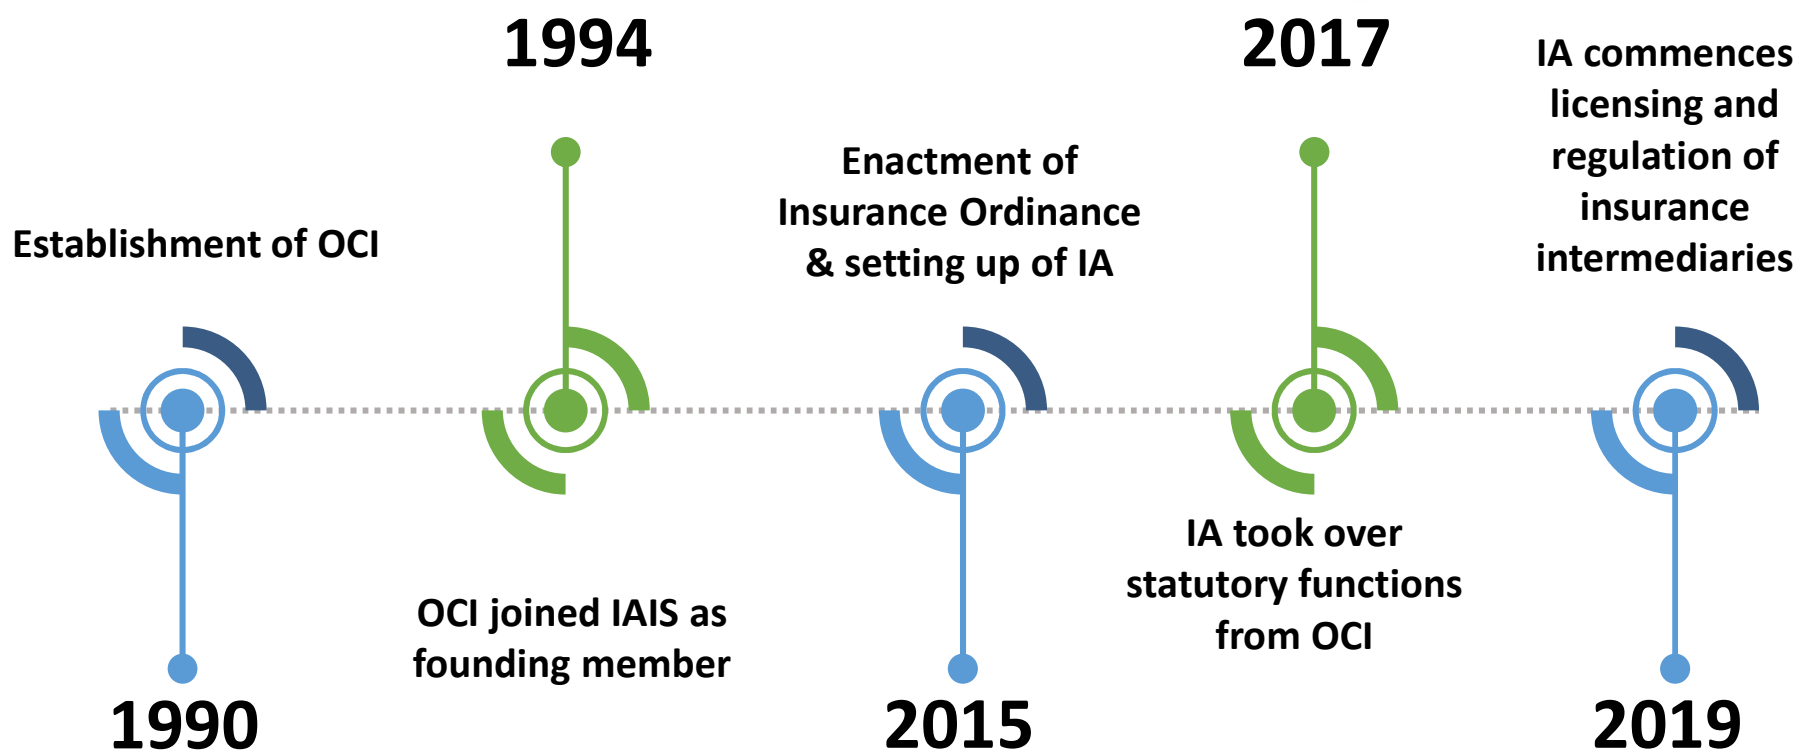 Establishment of OCI
1990
1994
OCI joined IAIS as
founding member
Enactment of
Insurance Ordinance
& setting up of IA
2015
2017
IA took over
statutory functions
from OCI
IA commences
licensing and
regulation of
insurance
intermediaries
2019